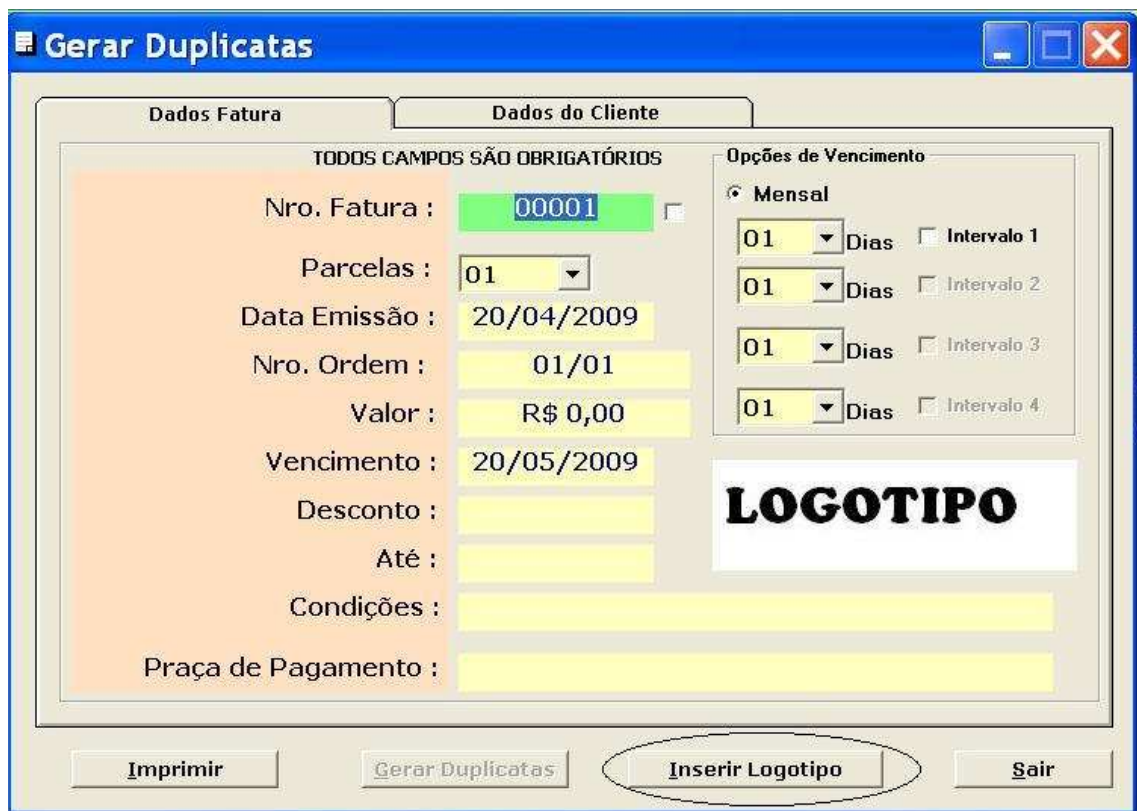 Gerar Duplicatas
Dados Fatura
Dados do Cliente
TODOS CAMPOS SÃO OBRIGATÓRIOS
Nro. Fatura : 00001
Parcelas : 01
Data Emissão : 20/04/2009
Nro. Ordem : 01/01
Valor : R$ 0,00
Vencimento : 20/05/2009
Desconto :
Até :
Condições :
Praça de Pagamento :
Opções de Vencimento
Mensal
01 Dias Intervalo 1
01 Dias Intervalo 2
01 Dias Intervalo 3
01 Dias Intervalo 4
LOGOTIPO
Imprimir
Gerar Duplicatas
Inserir Logotipo
Sair